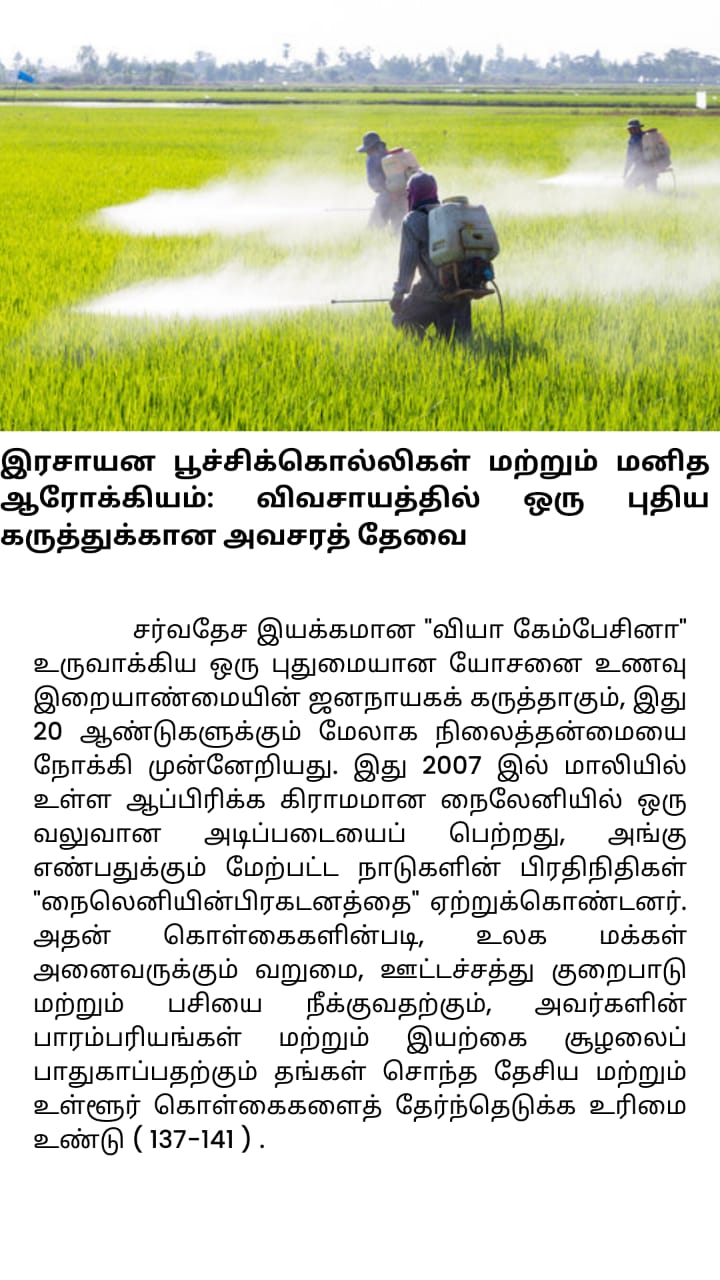 இரசாயன பூச்சிக்கொல்லிகள் மற்றும் மனித
ஆரோக்கியம்: விவசாயத்தில் ஒரு புதிய
கருத்துக்கான அவசரத் தேவை
சர்வதேச இயக்கமான "வியா கேம்பேசினா"
உருவாக்கிய ஒரு புதுமையான யோசனை உணவு
இறையாண்மையின் ஜனநாயகக் கருத்தாகும், இது
20 ஆண்டுகளுக்கும் மேலாக நிலைத்தன்மையை
நோக்கி முன்னேறியது. இது 2007 இல் மாலியில்
உள்ள ஆப்பிரிக்க கிராமமான நைலேனியில் ஒரு
வலுவான அடிப்படையைப் பெற்றது, அங்கு
எண்பதுக்கும் மேற்பட்ட நாடுகளின் பிரதிநிதிகள்
"நைலெனியின்பிரகடனத்தை" ஏற்றுக்கொண்டனர்.
அதன் கொள்கைகளின்படி, உலக மக்கள்
அனைவருக்கும் வறுமை, ஊட்டச்சத்து குறைபாடு
மற்றும் பசியை நீக்குவதற்கும், அவர்களின்
பாரம்பரியங்கள் மற்றும் இயற்கை சூழலைப்
பாதுகாப்பதற்கும் தங்கள் சொந்த தேசிய மற்றும்
உள்ளூர் கொள்கைகளைத் தேர்ந்தெடுக்க உரிமை
உண்டு ( 137-141 ) .